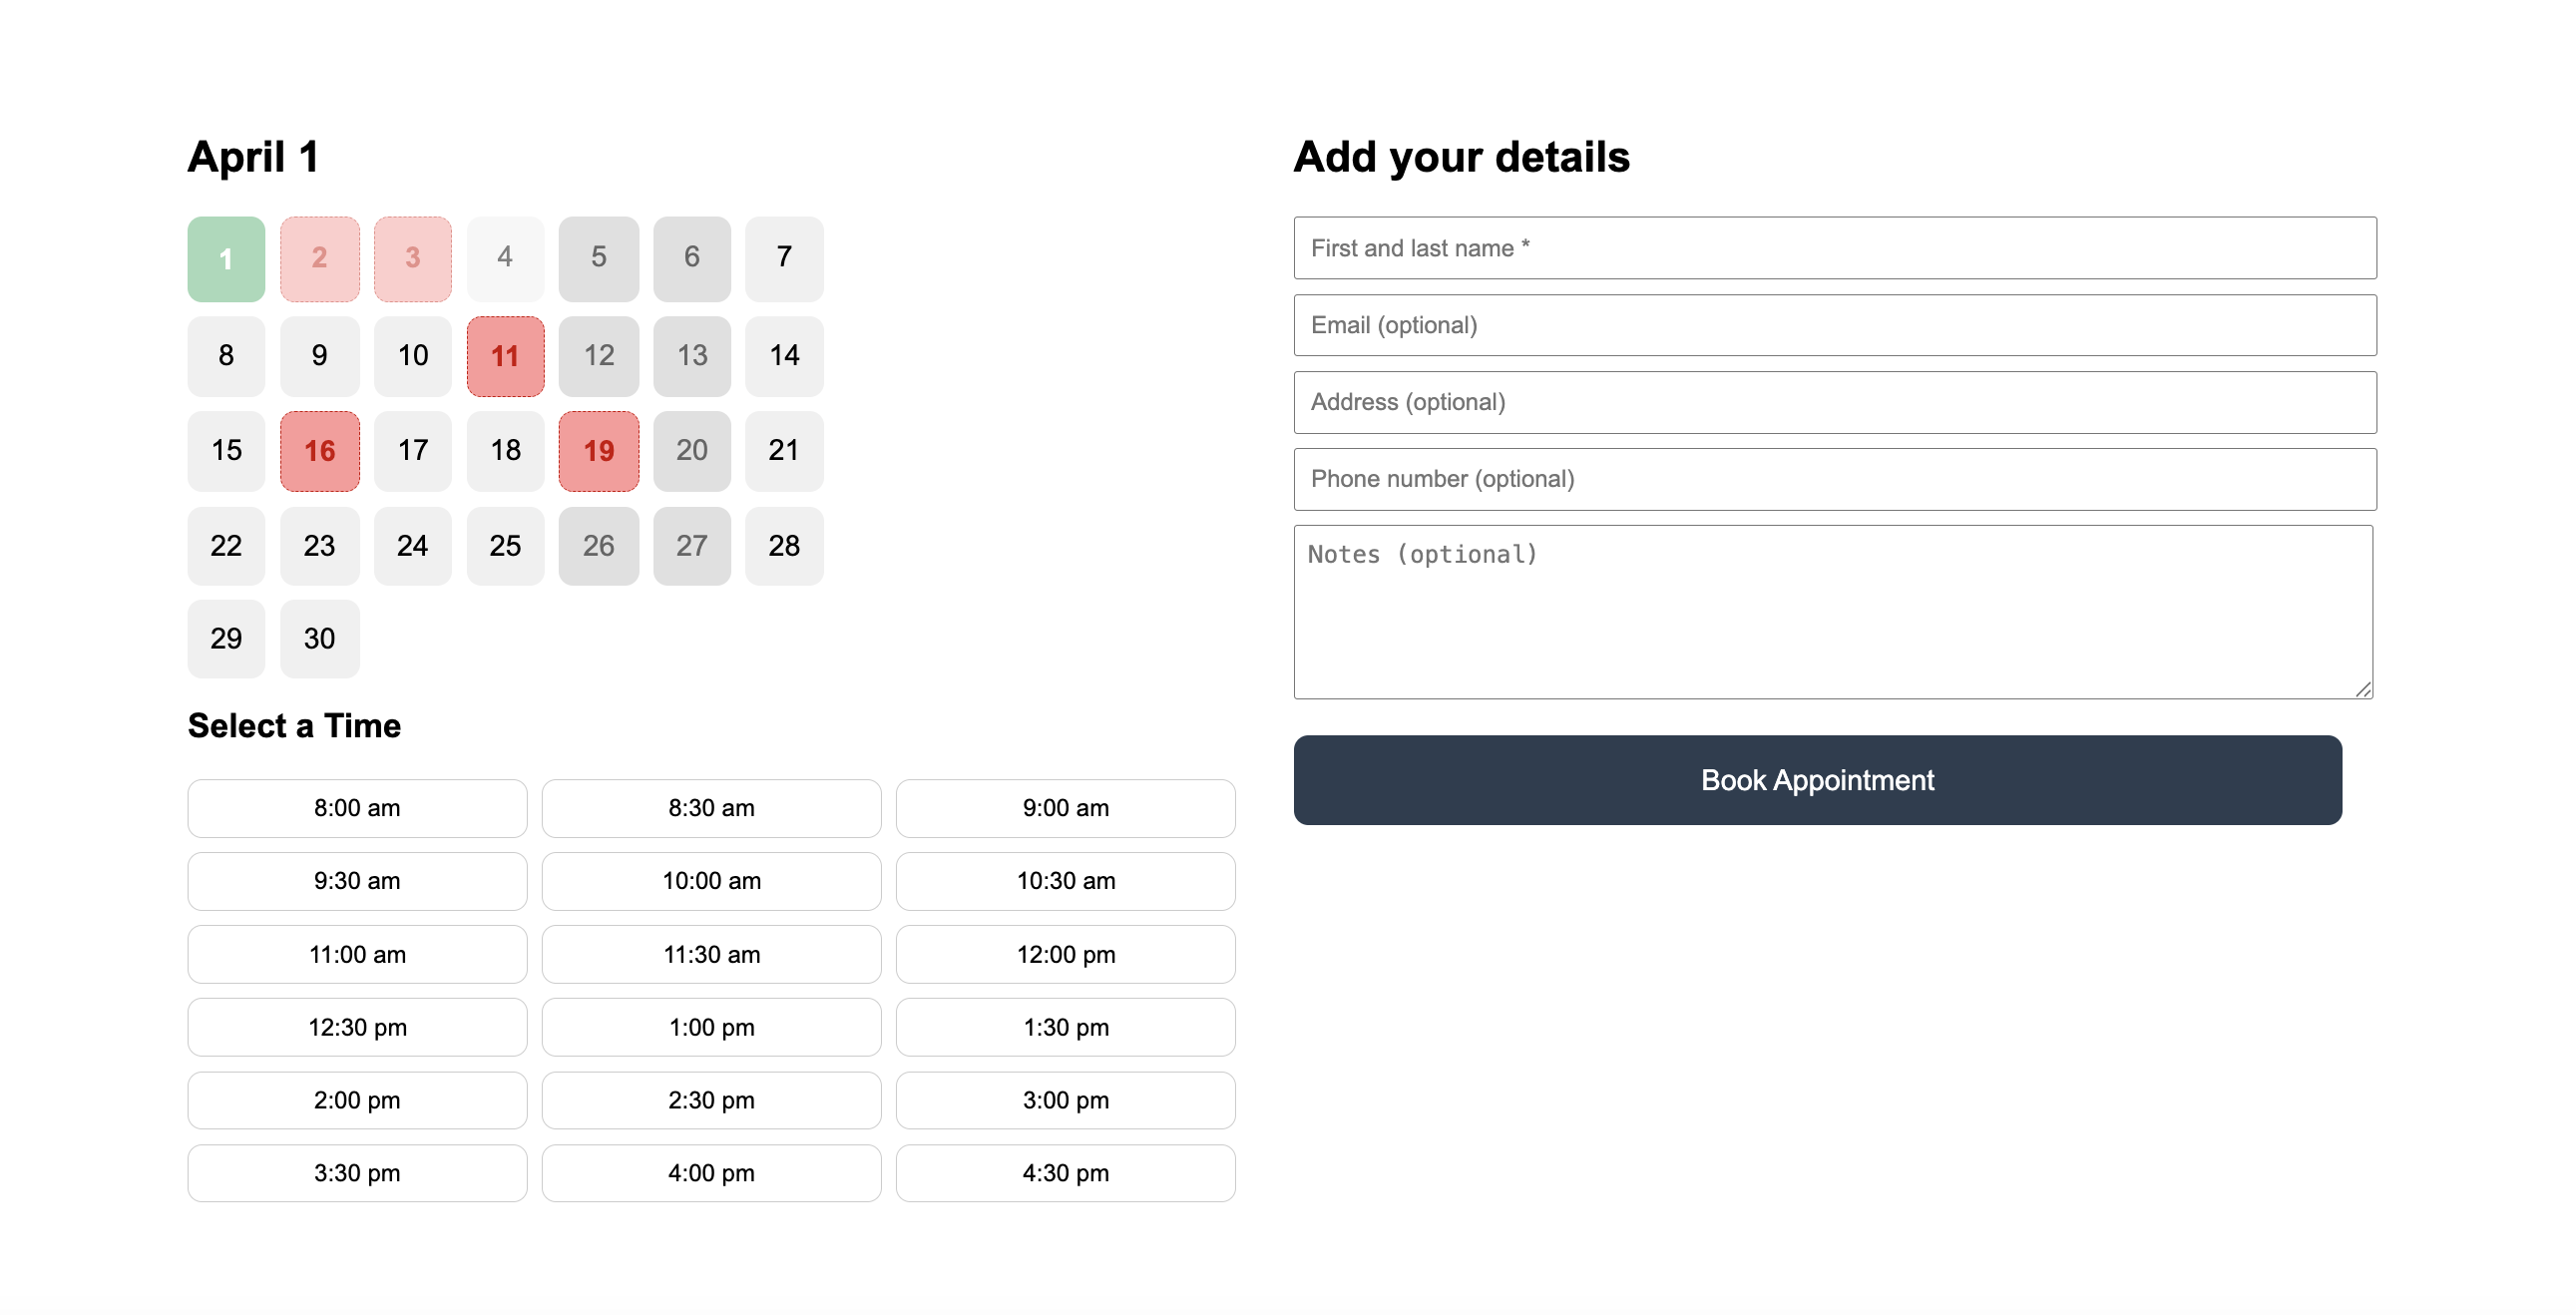 April 1
1 2 3 4 5 6 7
8 9 10 11 12 13 14
15 16 17 18 19 20 21
22 23 24 25 26 27 28
29 30
Select a Time
8:00 am 8:30 am 9:00 am
9:30 am 10:00 am 10:30 am
11:00 am 11:30 am 12:00 pm
12:30 pm 1:00 pm 1:30 pm
2:00 pm 2:30 pm 3:00 pm
3:30 pm 4:00 pm 4:30 pm
Add your details
First and last name *
Email (optional)
Address (optional)
Phone number (optional)
Notes (optional)
Book Appointment